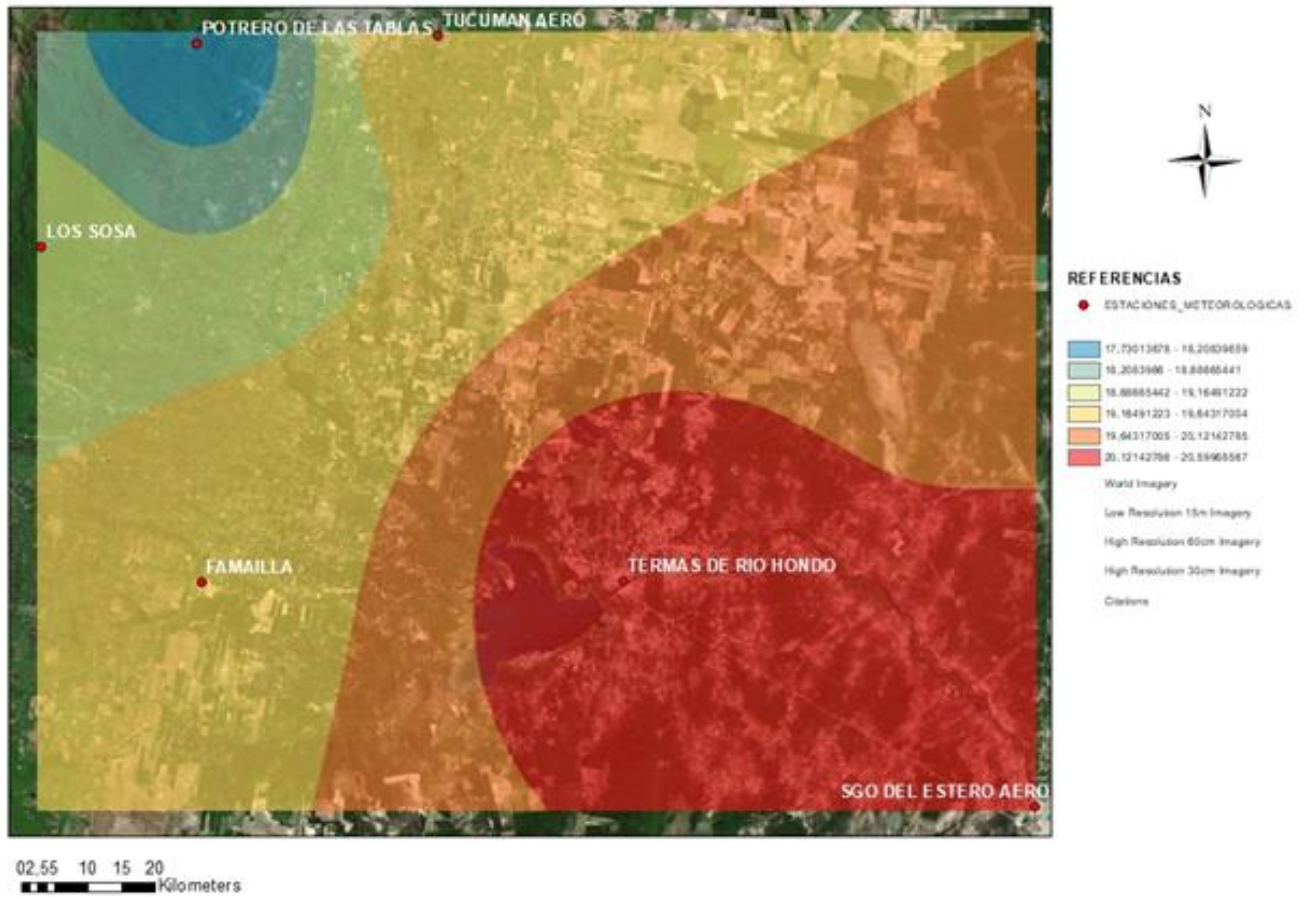 POTRERO DE LAS TABLAS
TUCUMAN AERO
N
LOS SOSA
REFERENCIAS
ESTACIONES_METEOROLOGICAS
17,73013878 - 18,20839659
18,2083966 - 18,68665441
18,68665442 - 19,16491222
19,16491223 - 19,64317004
19,64317005 - 20,12142785
20,12142786 - 20,59968567
World Imagery
Low Resolution 15m Imagery
High Resolution 60cm Imagery
High Resolution 30cm Imagery
Citations
FAMAILLA
TERMAS DE RIO HONDO
SGO DEL ESTERO AERO
02,55 10 15 20
Kilometers